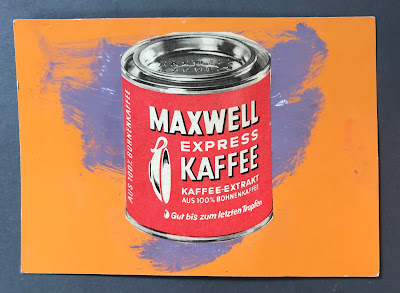 MAXWELL
EXPRESS
KAFFEE
KAFFEE-EXTRAKT
AUS 100% BOHNENKAFFEE
Gut bis zum letzten Tropfen
AUS 100% BOHNENKAFFEE